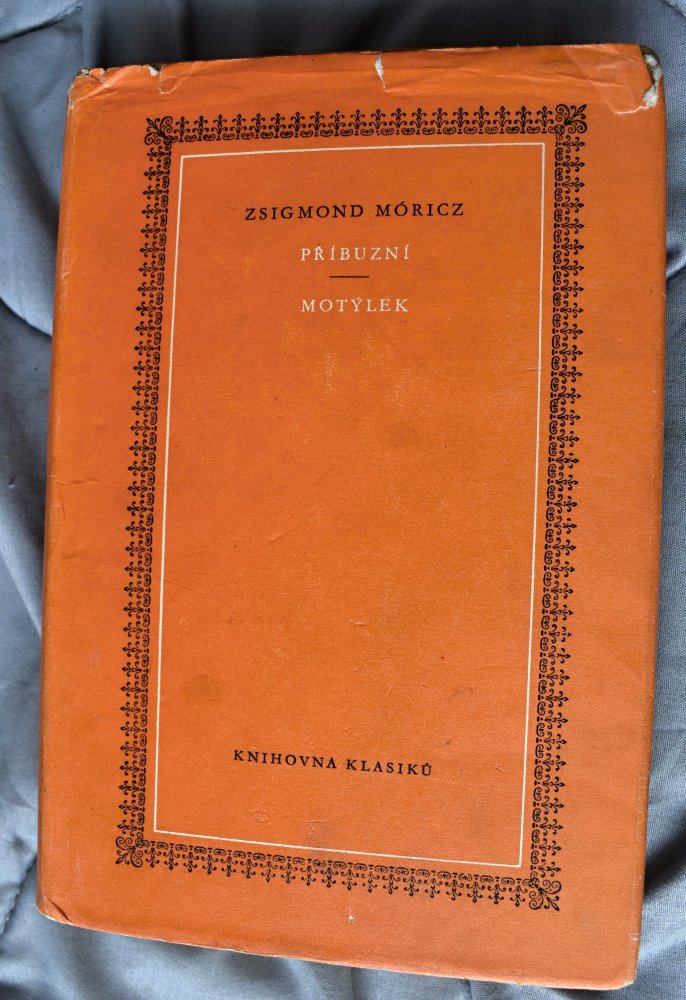 ZSIGMOND MÓRICZ
PŘÍBUZNÍ
MOTÝLEK
KNIHOVNA KLASIKŮ